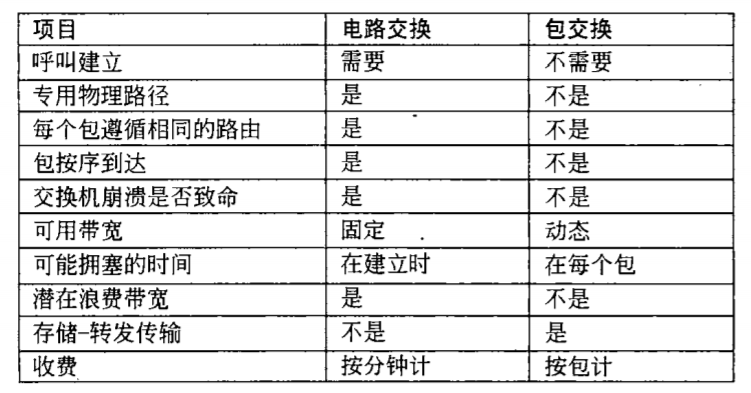 项目 电路交换 包交换
呼叫建立 需要 不需要
专用物理路径 是 不是
每个包遵循相同的路由 是 不是
包按序到达 是 不是
交换机崩溃是否致命 是 不是
可用带宽 固定 动态
可能拥塞的时间 在建立时 在每个包
潜在浪费带宽 是 不是
存储-转发传输 不是 是
收费 按分钟计 按包计